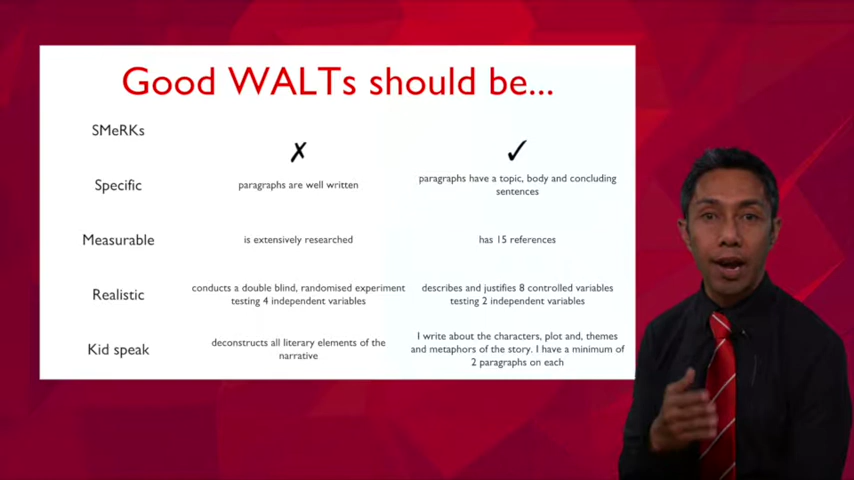 Good WALTs should be...
SMeRKs
✗ ✓
Specific
paragraphs are well written
paragraphs have a topic, body and concluding
sentences
Measurable
is extensively researched
has 15 references
Realistic
conducts a double blind, randomised experiment
testing 4 independent variables
describes and justifies 8 controlled variables
testing 2 independent variables
Kid speak
deconstructs all literary elements of the
narrative
I write about the characters, plot and, themes
and metaphors of the story. I have a minimum of
2 paragraphs on each